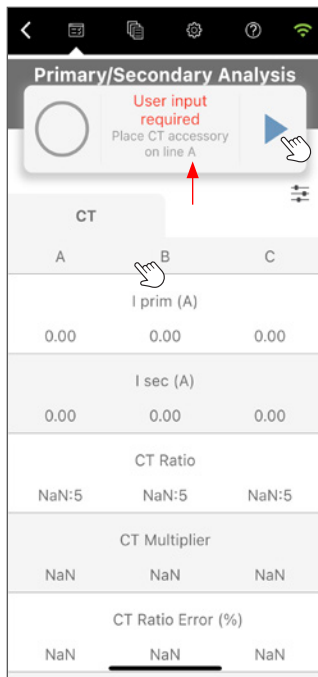 Primary/Secondary Analysis
User input
required
Place CT accessory
on line A
CT
A B C
I prim (A)
0.00 0.00 0.00
I sec (A)
0.00 0.00 0.00
CT Ratio
NaN:5 NaN:5 NaN:5
CT Multiplier
NaN NaN NaN
CT Ratio Error (%)
NaN NaN NaN